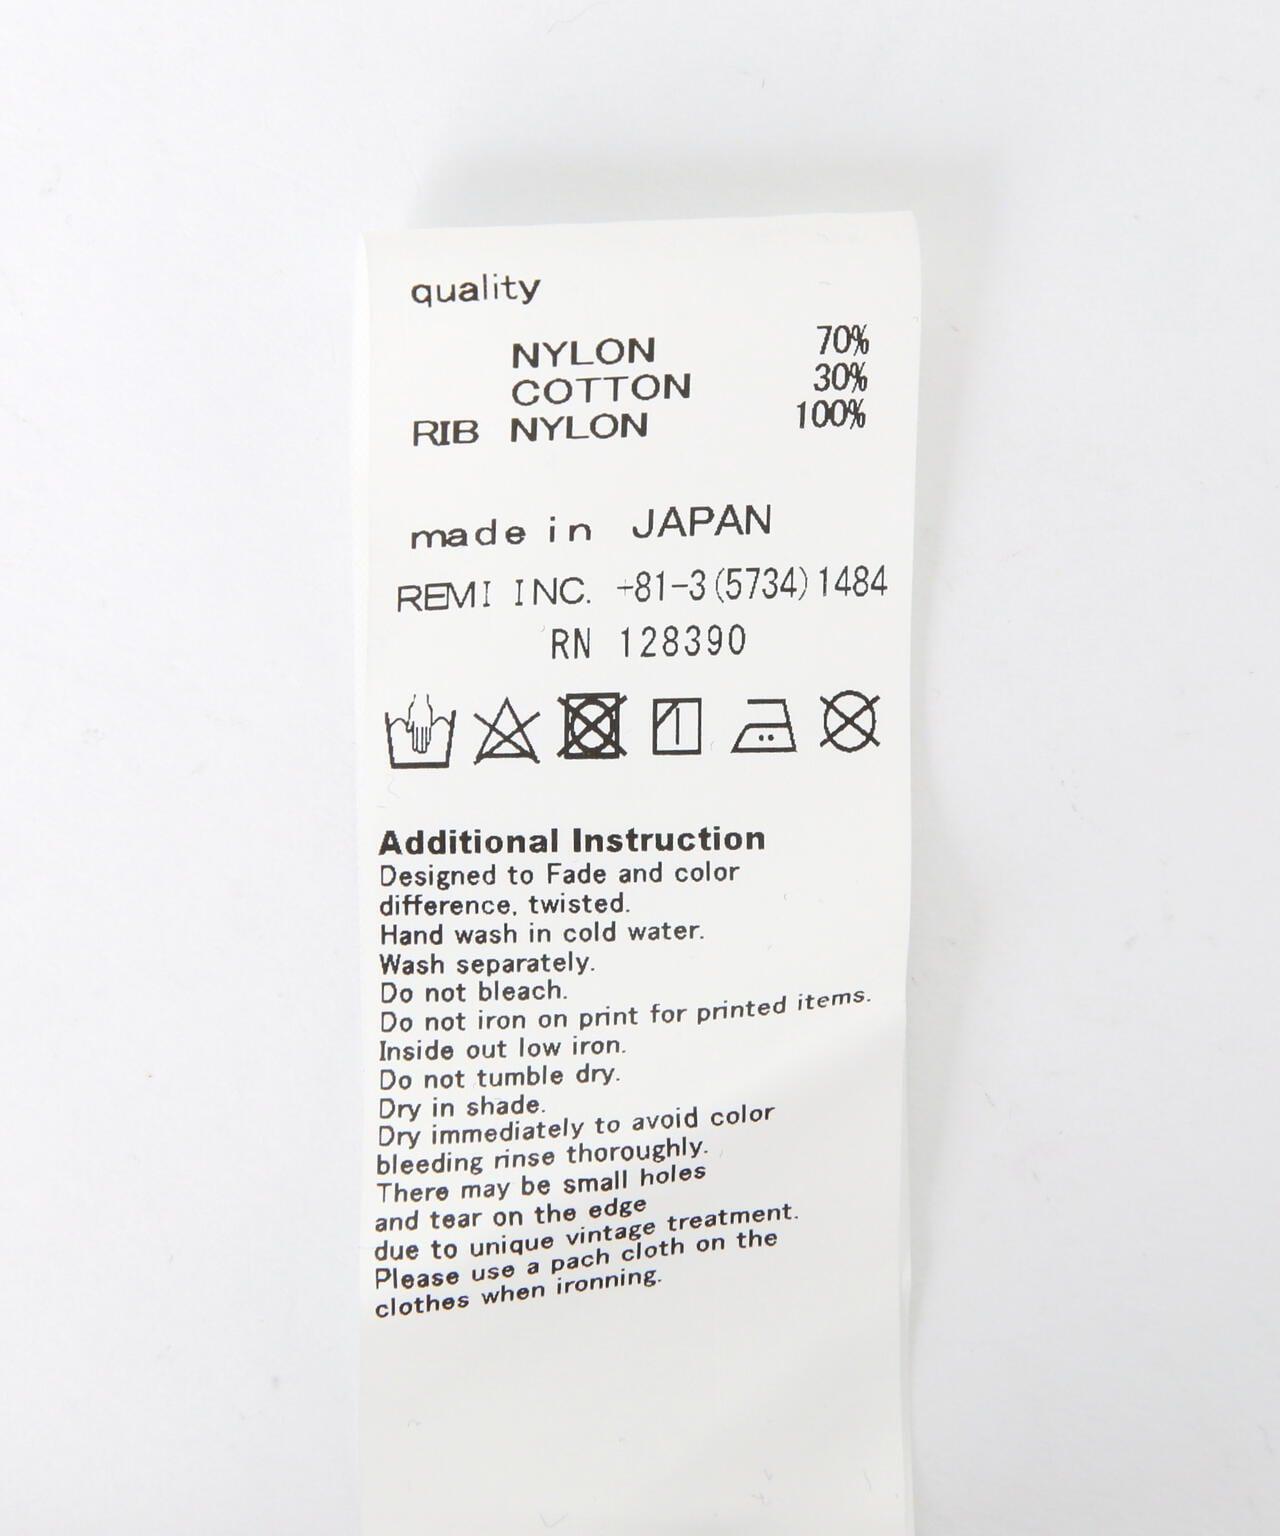 quality
NYLON 70%
COTTON 30%
RIB NYLON 100%
made in JAPAN
REMI INC. +81-3(5734)1484
RN 128390
Additional Instruction
Designed to Fade and color
difference, twisted.
Hand wash in cold water.
Wash separately.
Do not bleach.
Do not iron on print for printed items.
Inside out low iron.
Do not tumble dry.
Dry in shade.
Dry immediately to avoid color
bleeding rinse thoroughly.
There may be small holes
and tear on the edge
due to unique vintage treatment.
Please use a pach cloth on the
clothes when ironning.